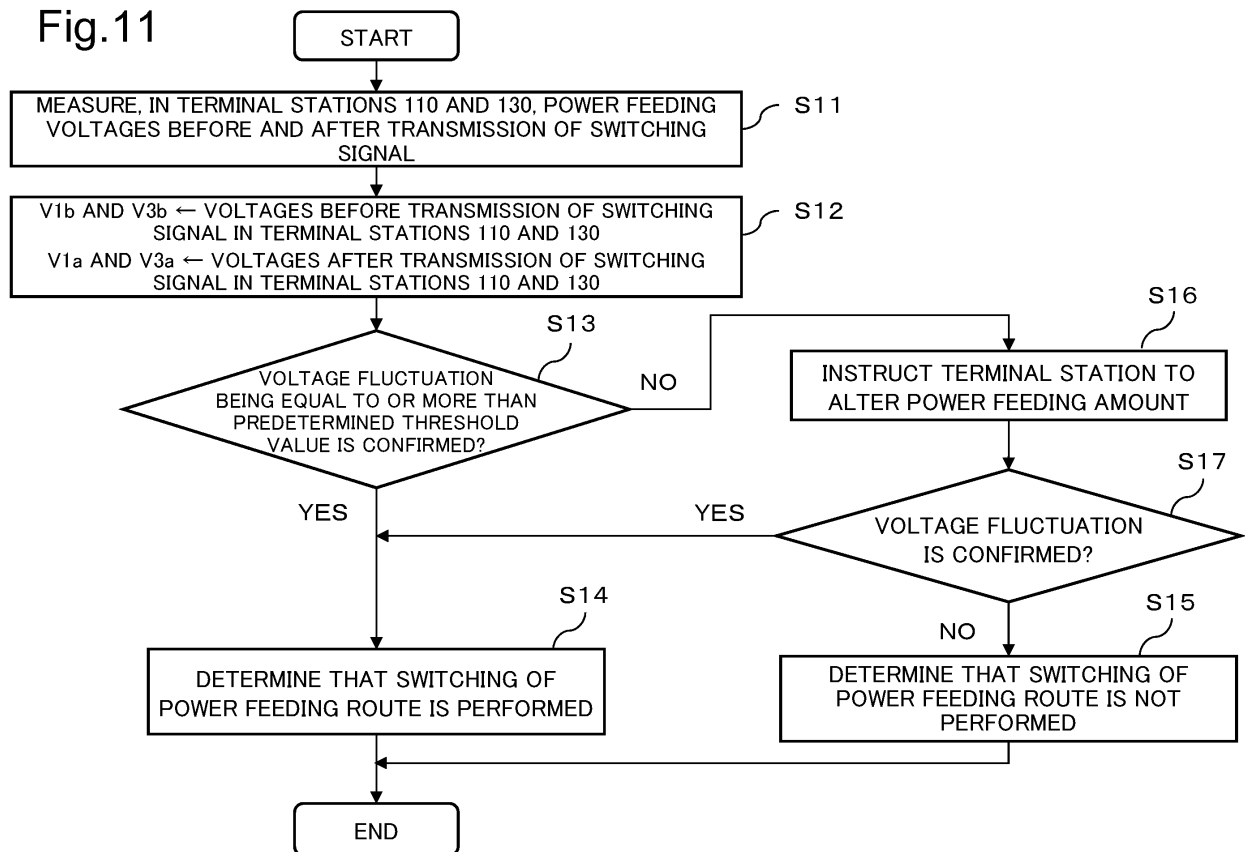 Fig.11
START
MEASURE, IN TERMINAL STATIONS 110 AND 130, POWER FEEDING
VOLTAGES BEFORE AND AFTER TRANSMISSION OF SWITCHING
SIGNAL
S11
V1b AND V3b ← VOLTAGES BEFORE TRANSMISSION OF SWITCHING
SIGNAL IN TERMINAL STATIONS 110 AND 130
V1a AND V3a ← VOLTAGES AFTER TRANSMISSION OF SWITCHING
SIGNAL IN TERMINAL STATIONS 110 AND 130
S12
S13
VOLTAGE FLUCTUATION
BEING EQUAL TO OR MORE THAN
PREDETERMINED THRESHOLD
VALUE IS CONFIRMED?
NO
YES
S16
INSTRUCT TERMINAL STATION TO
ALTER POWER FEEDING AMOUNT
S17
VOLTAGE FLUCTUATION
IS CONFIRMED?
YES
NO
S14
DETERMINE THAT SWITCHING OF
POWER FEEDING ROUTE IS PERFORMED
S15
DETERMINE THAT SWITCHING OF
POWER FEEDING ROUTE IS NOT
PERFORMED
END